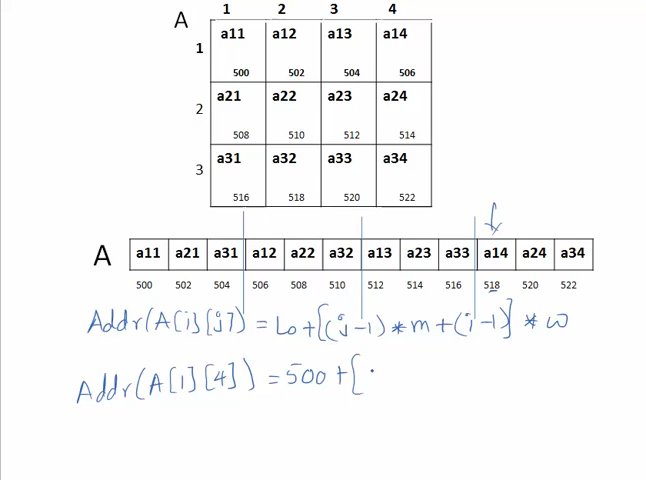 1 2 3 4
A
1 a11 a12 a13 a14
500 502 504 506
2 a21 a22 a23 a24
508 510 512 514
3 a31 a32 a33 a34
516 518 520 522
A a11 a21 a31 a12 a22 a32 a13 a23 a33 a14 a24 a34
500 502 504 506 508 510 512 514 516 518 520 522
Addr(A[i][j]) = Lo + [(j-1) * m + (i-1)] * w
Addr(A[1][4]) = 500 + [